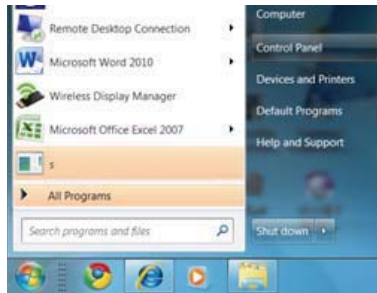 Remote Desktop Connection
Microsoft Word 2010
Wireless Display Manager
Microsoft Office Excel 2007
s
All Programs
Search programs and files
Computer
Control Panel
Devices and Printers
Default Programs
Help and Support
Shut down